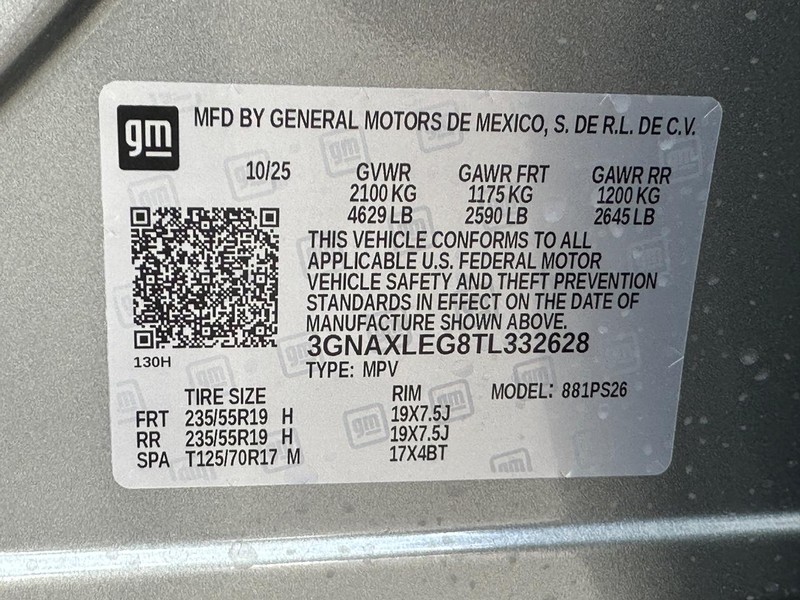 gm MFD BY GENERAL MOTORS DE MEXICO, S. DE R.L. DE C.V.
10/25 GVWR GAWR FRT GAWR RR
2100 KG 1175 KG 1200 KG
4629 LB 2590 LB 2645 LB
THIS VEHICLE CONFORMS TO ALL
APPLICABLE U.S. FEDERAL MOTOR
VEHICLE SAFETY AND THEFT PREVENTION
STANDARDS IN EFFECT ON THE DATE OF
MANUFACTURE SHOWN ABOVE.
3GNAXLEG8TL332628
130H
TYPE: MPV
TIRE SIZE RIM MODEL: 881PS26
FRT 235/55R19 H 19X7.5J
RR 235/55R19 H 19X7.5J
SPA T125/70R17 M 17X4BT